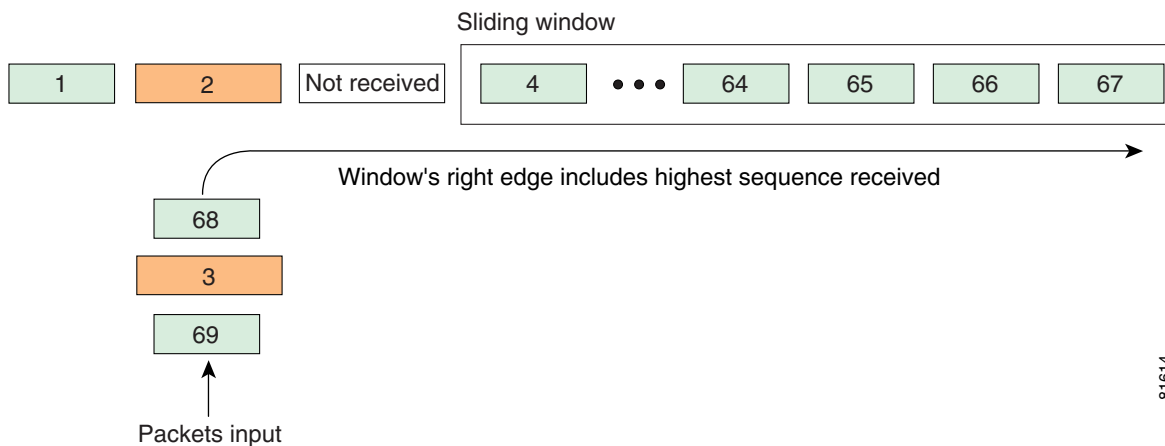 Sliding window
1 2 Not received 4 ••• 64 65 66 67
Window's right edge includes highest sequence received
68
3
69
Packets input
81614